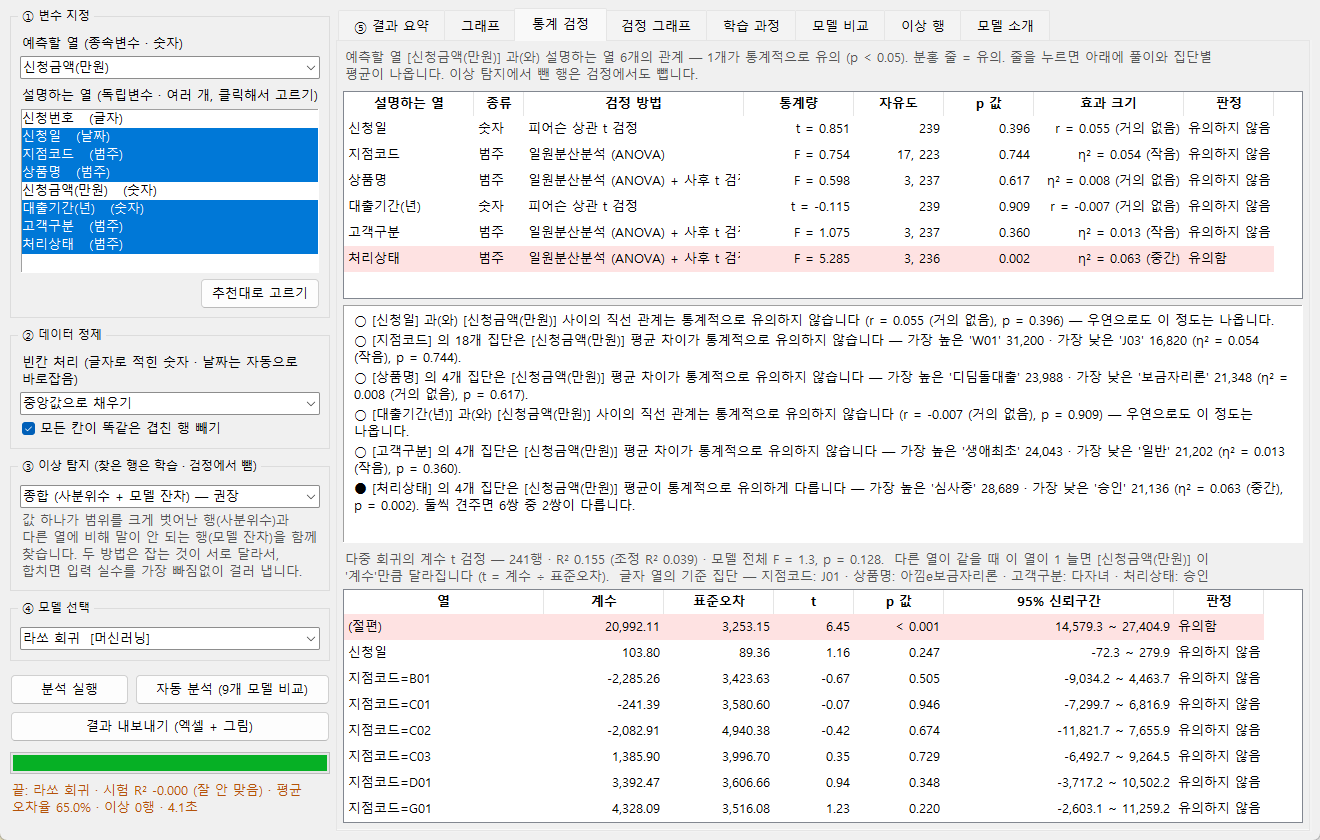 ① 변수 지정
예측할 열 (종속변수 · 숫자)
신청금액(만원)
설명하는 열 (독립변수 · 여러 개, 클릭해서 고르기)
신청번호 (글자)
신청일 (날짜)
지점코드 (범주)
상품명 (범주)
신청금액(만원) (숫자)
대출기간(년) (숫자)
고객구분 (범주)
처리상태 (범주)
추천대로 고르기
② 데이터 정제
빈칸 처리 (글자로 적힌 숫자 · 날짜는 자동으로
바로잡음)
중앙값으로 채우기
모든 칸이 똑같은 겹친 행 빼기
③ 이상 탐지 (찾은 행은 학습 · 검정에서 뺌)
종합 (사분위수 + 모델 잔차) — 권장
값 하나가 범위를 크게 벗어난 행(사분위수)과
다른 열에 비해 말이 안 되는 행(모델 잔차)을 함께
찾습니다. 두 방법은 잡는 것이 서로 달라서,
합치면 입력 실수를 가장 빠짐없이 걸러 냅니다.
④ 모델 선택
라쏘 회귀 [머신러닝]
분석 실행
자동 분석 (9개 모델 비교)
결과 내보내기 (엑셀 + 그림)
끝: 라쏘 회귀 · 시험 R² -0.000 (잘 안 맞음) · 평균
오차율 65.0% · 이상 0행 · 4.1초
⑤ 결과 요약 그래프 통계 검정 검정 그래프 학습 과정 모델 비교 이상 행 모델 소개
예측할 열 [신청금액(만원)] 과(와) 설명하는 열 6개의 관계 — 1개가 통계적으로 유의 (p < 0.05). 분홍 줄 = 유의. 줄을 누르면 아래에 풀이와 집단별
평균이 나옵니다. 이상 탐지에서 뺀 행은 검정에서도 뺍니다.
설명하는 열 종류 검정 방법 통계량 자유도 p 값 효과 크기 판정
신청일 숫자 피어슨 상관 t 검정 t = 0.851 239 0.396 r = 0.055 (거의 없음) 유의하지 않음
지점코드 범주 일원분산분석 (ANOVA) F = 0.754 17, 223 0.744 η² = 0.054 (작음) 유의하지 않음
상품명 범주 일원분산분석 (ANOVA) + 사후 t 검정 F = 0.598 3, 237 0.617 η² = 0.008 (거의 없음) 유의하지 않음
대출기간(년) 숫자 피어슨 상관 t 검정 t = -0.115 239 0.909 r = -0.007 (거의 없음) 유의하지 않음
고객구분 범주 일원분산분석 (ANOVA) + 사후 t 검정 F = 1.075 3, 237 0.360 η² = 0.013 (작음) 유의하지 않음
처리상태 범주 일원분산분석 (ANOVA) + 사후 t 검정 F = 5.285 3, 236 0.002 η² = 0.063 (중간) 유의함
○ [신청일] 과(와) [신청금액(만원)] 사이의 직선 관계는 통계적으로 유의하지 않습니다 (r = 0.055 (거의 없음), p = 0.396) — 우연으로도 이 정도는 나옵니다.
○ [지점코드] 의 18개 집단은 [신청금액(만원)] 평균 차이가 통계적으로 유의하지 않습니다 — 가장 높은 'W01' 31,200 · 가장 낮은 'J03' 16,820 (η² = 0.054
(작음), p = 0.744).
○ [상품명] 의 4개 집단은 [신청금액(만원)] 평균 차이가 통계적으로 유의하지 않습니다 — 가장 높은 '디딤돌대출' 23,988 · 가장 낮은 '보금자리론' 21,348 (η² =
0.008 (거의 없음), p = 0.617).
○ [대출기간(년)] 과(와) [신청금액(만원)] 사이의 직선 관계는 통계적으로 유의하지 않습니다 (r = -0.007 (거의 없음), p = 0.909) — 우연으로도 이 정도는
나옵니다.
○ [고객구분] 의 4개 집단은 [신청금액(만원)] 평균 차이가 통계적으로 유의하지 않습니다 — 가장 높은 '생애최초' 24,043 · 가장 낮은 '일반' 21,202 (η² = 0.013
(작음), p = 0.360).
● [처리상태] 의 4개 집단은 [신청금액(만원)] 평균이 통계적으로 유의하게 다릅니다 — 가장 높은 '심사중' 28,689 · 가장 낮은 '승인' 21,136 (η² = 0.063 (중간),
p = 0.002). 둘씩 견주면 6쌍 중 2쌍이 다릅니다.
다중 회귀의 계수 t 검정 — 241행 · R² 0.155 (조정 R² 0.039) · 모델 전체 F = 1.3, p = 0.128. 다른 열이 같을 때 이 열이 1 늘면 [신청금액(만원)] 이
'계수'만큼 달라집니다 (t = 계수 ÷ 표준오차). 글자 열의 기준 집단 — 지점코드: J01 · 상품명: 아낌e보금자리론 · 고객구분: 다자녀 · 처리상태: 승인
열 계수 표준오차 t p 값 95% 신뢰구간 판정
(절편) 20,992.11 3,253.15 6.45 < 0.001 14,579.3 ~ 27,404.9 유의함
신청일 103.80 89.36 1.16 0.247 -72.3 ~ 279.9 유의하지 않음
지점코드=B01 -2,285.26 3,423.63 -0.67 0.505 -9,034.2 ~ 4,463.7 유의하지 않음
지점코드=C01 -241.39 3,580.60 -0.07 0.946 -7,299.7 ~ 6,816.9 유의하지 않음
지점코드=C02 -2,082.91 4,940.38 -0.42 0.674 -11,821.7 ~ 7,655.9 유의하지 않음
지점코드=C03 1,385.90 3,996.70 0.35 0.729 -6,492.7 ~ 9,264.5 유의하지 않음
지점코드=D01 3,392.47 3,606.66 0.94 0.348 -3,717.2 ~ 10,502.2 유의하지 않음
지점코드=G01 4,328.09 3,516.08 1.23 0.220 -2,603.1 ~ 11,259.2 유의하지 않음